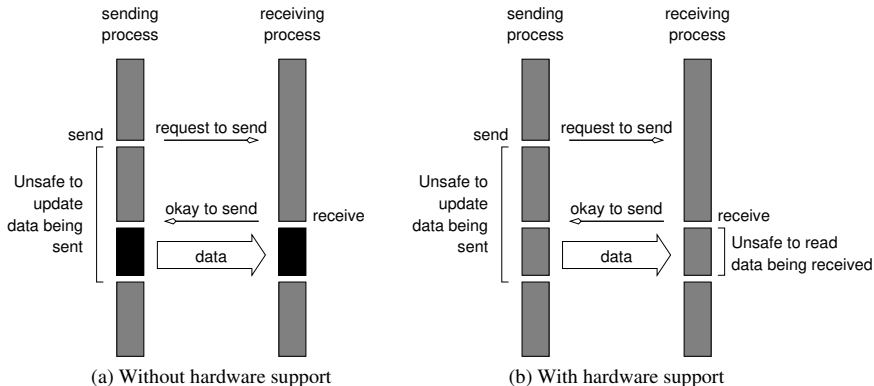 sending
process
receiving
process
send
request to send
Unsafe to
update
data being
sent
okay to send
receive
data
(a) Without hardware support
sending
process
receiving
process
send
request to send
Unsafe to
update
data being
sent
okay to send
receive
data
Unsafe to read
data being received
(b) With hardware support